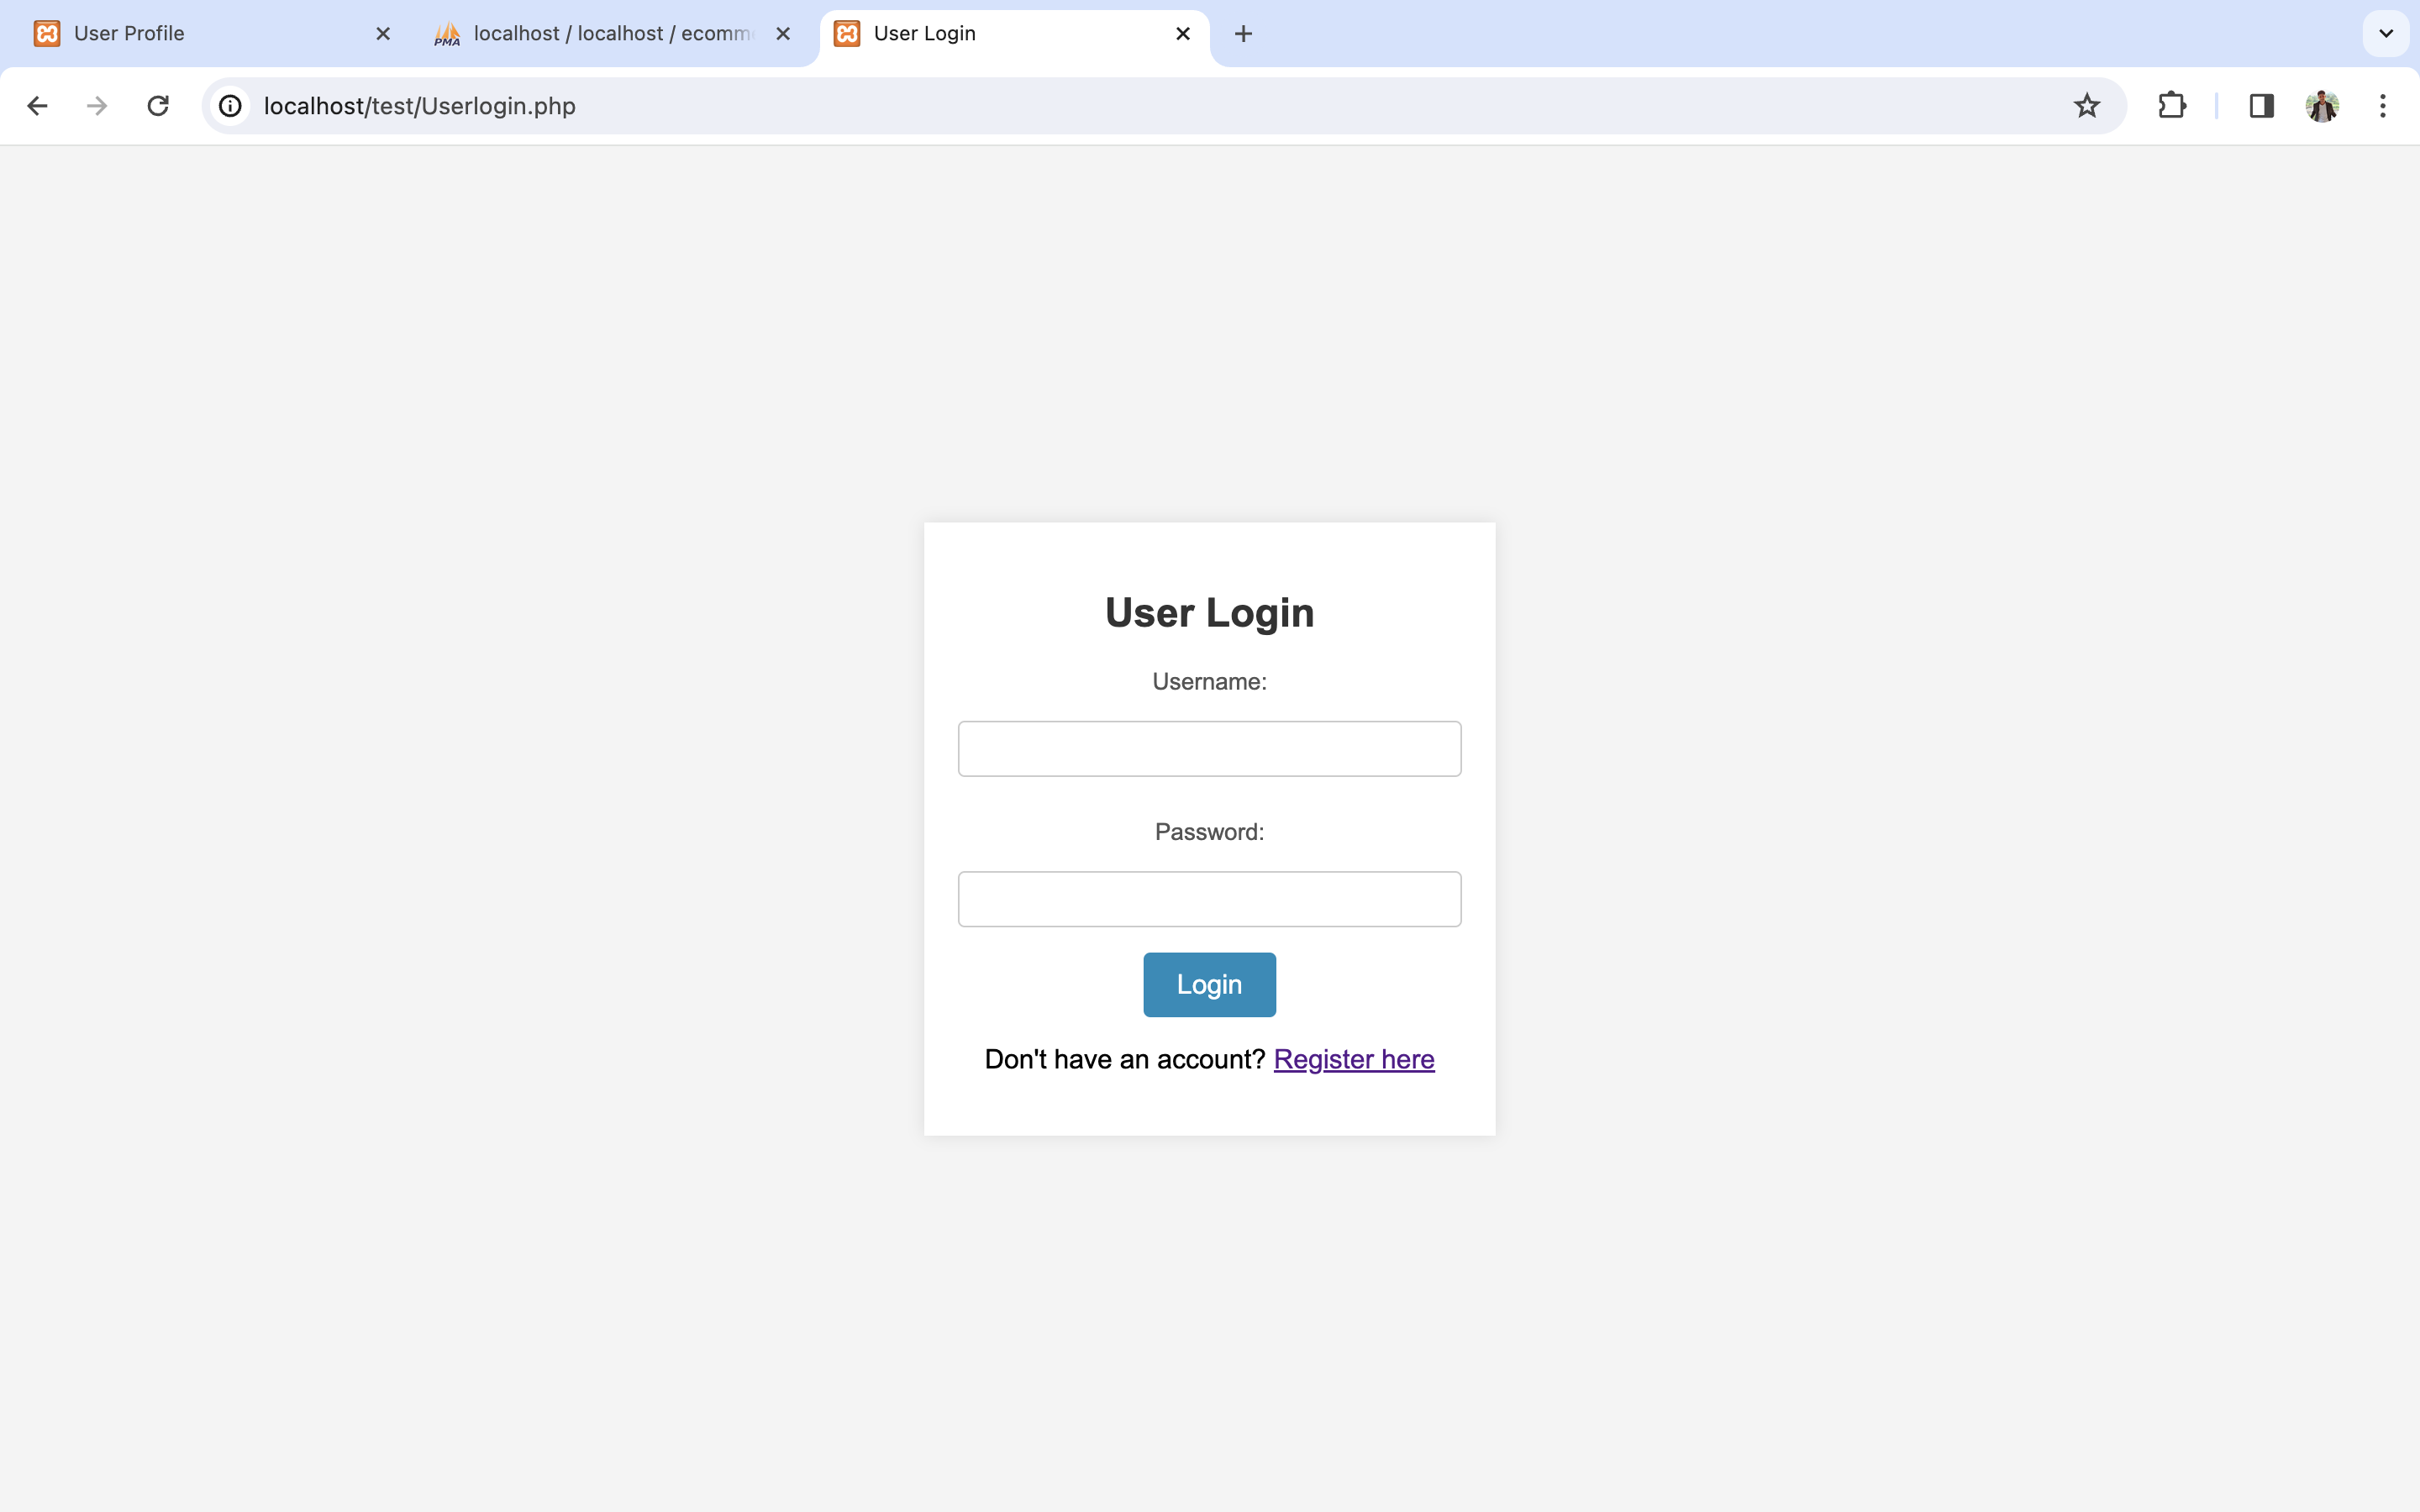 User Profile
PMA localhost / localhost / ecomm
User Login
localhost/test/Userlogin.php
User Login
Username:
Password:
Login
Don't have an account? Register here